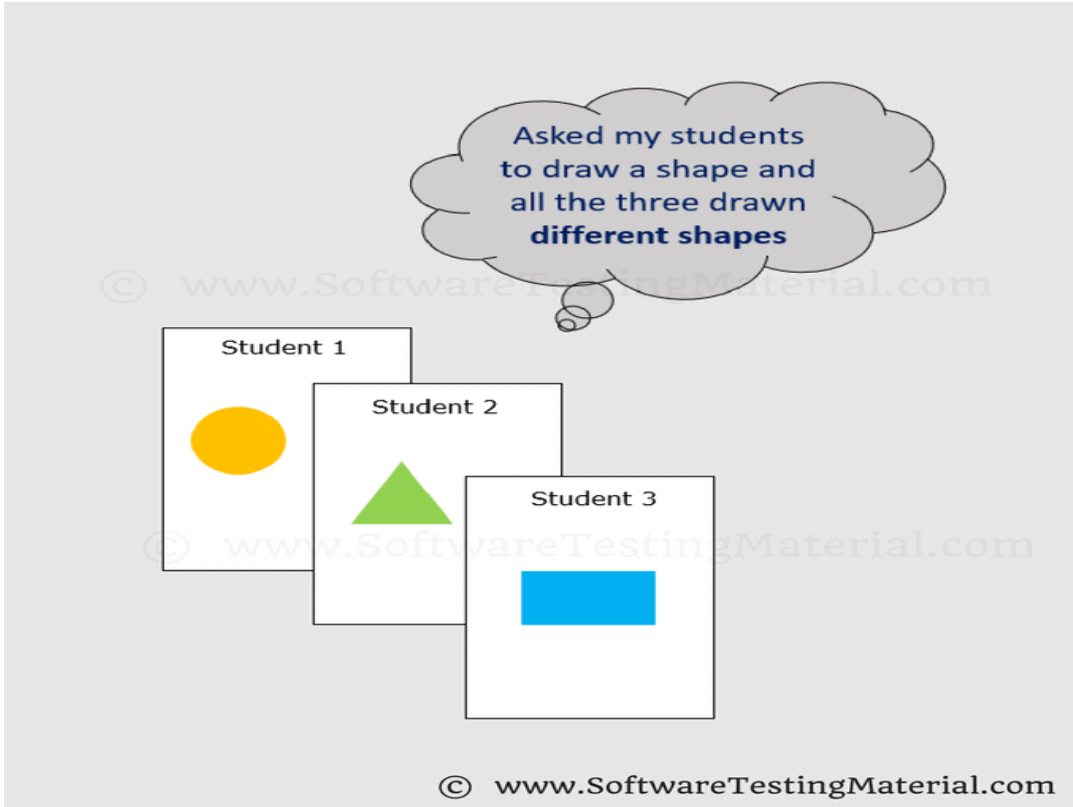 Asked my students
to draw a shape and
all the three drawn
different shapes
© www.SoftwareTestingMaterial.com
Student 1
Student 2
Student 3
© www.SoftwareTestingMaterial.com
© www.SoftwareTestingMaterial.com